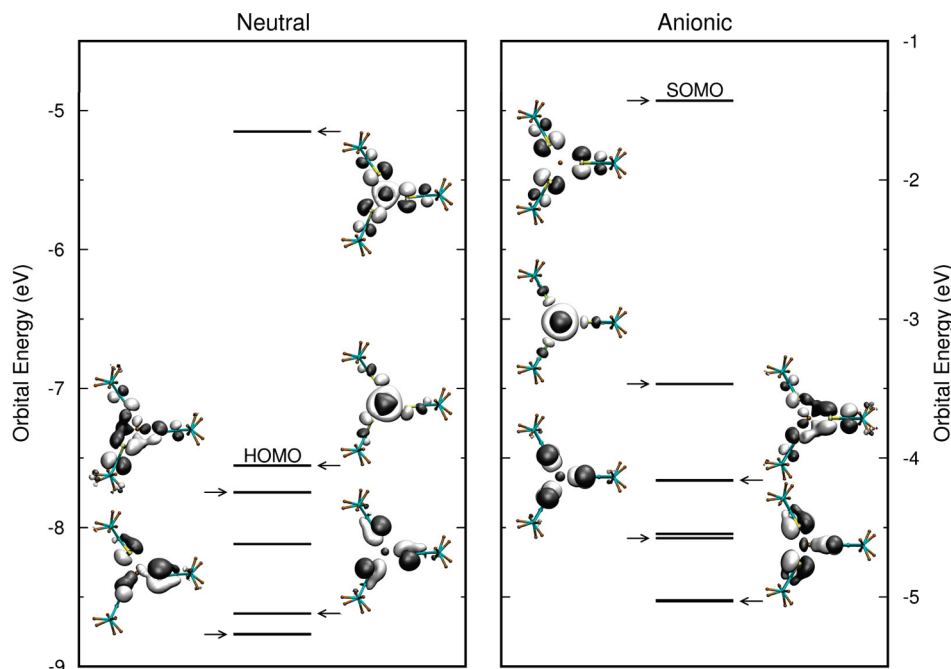 Neutral
Anionic
-5
-6
-7
-8
-9
Orbital Energy (eV)
HOMO
SOMO
-1
-2
-3
-4
-5
Orbital Energy (eV)